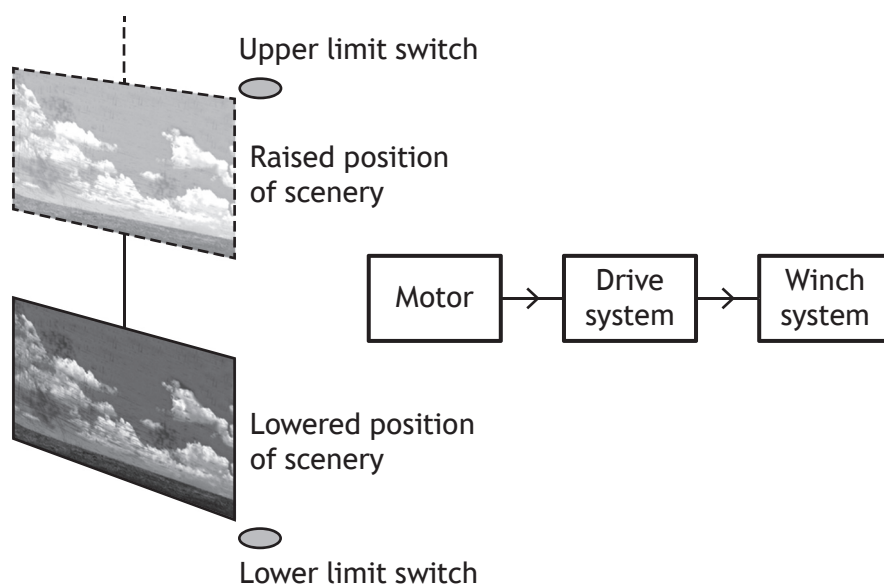 Upper limit switch
Raised position
of scenery
Motor
Drive
system
Winch
system
Lowered position
of scenery
Lower limit switch